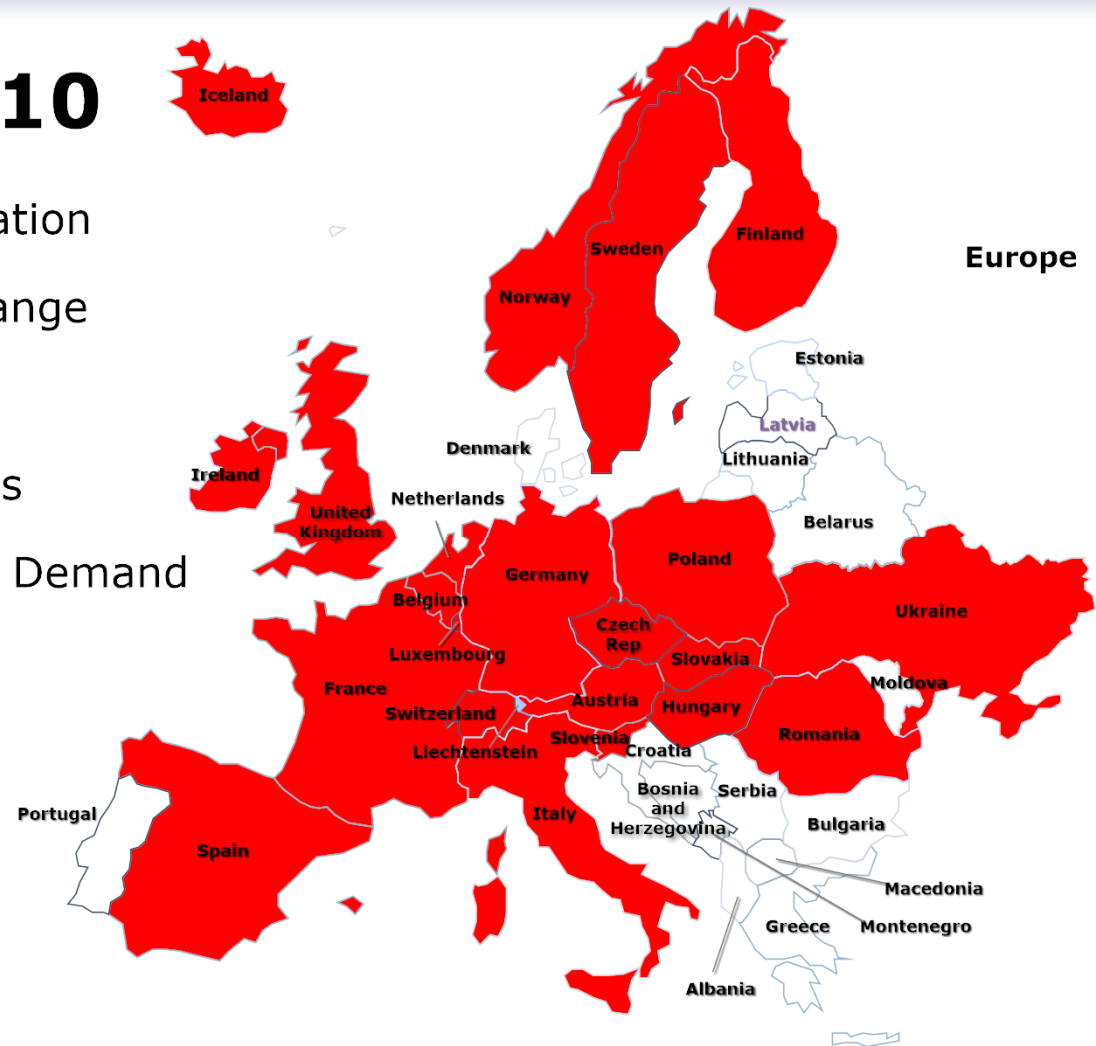 10
ation
ange
s
Demand
Europe
Iceland
Finland
Sweden
Norway
Estonia
Latvia
Denmark
Lithuania
Ireland
Netherlands
United
Kingdom
Belarus
Poland
Germany
Belgium
Ukraine
Czech
Rep
Luxembourg
Slovakia
Moldova
France
Austria
Hungary
Switzerland
Slovenia
Romania
Liechtenstein
Croatia
Bosnia
and
Herzegovina
Serbia
Portugal
Italy
Bulgaria
Spain
Macedonia
Greece
Montenegro
Albania